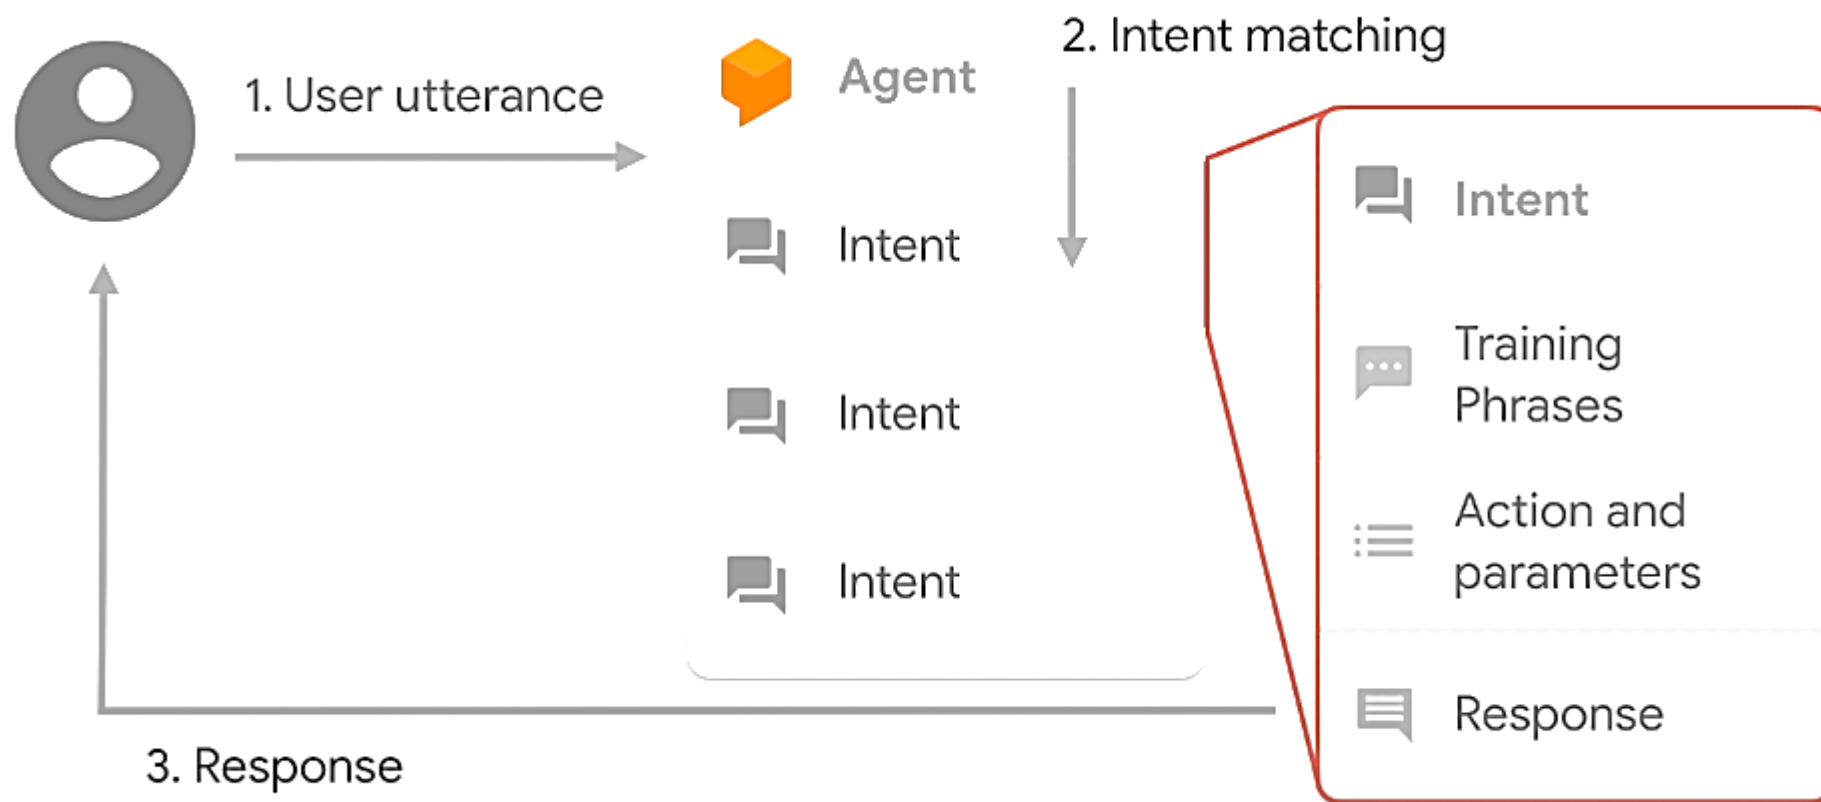 1. User utterance
Agent
2. Intent matching
Intent
Intent
Intent
Intent
Training
Phrases
Action and
parameters
Response
3. Response